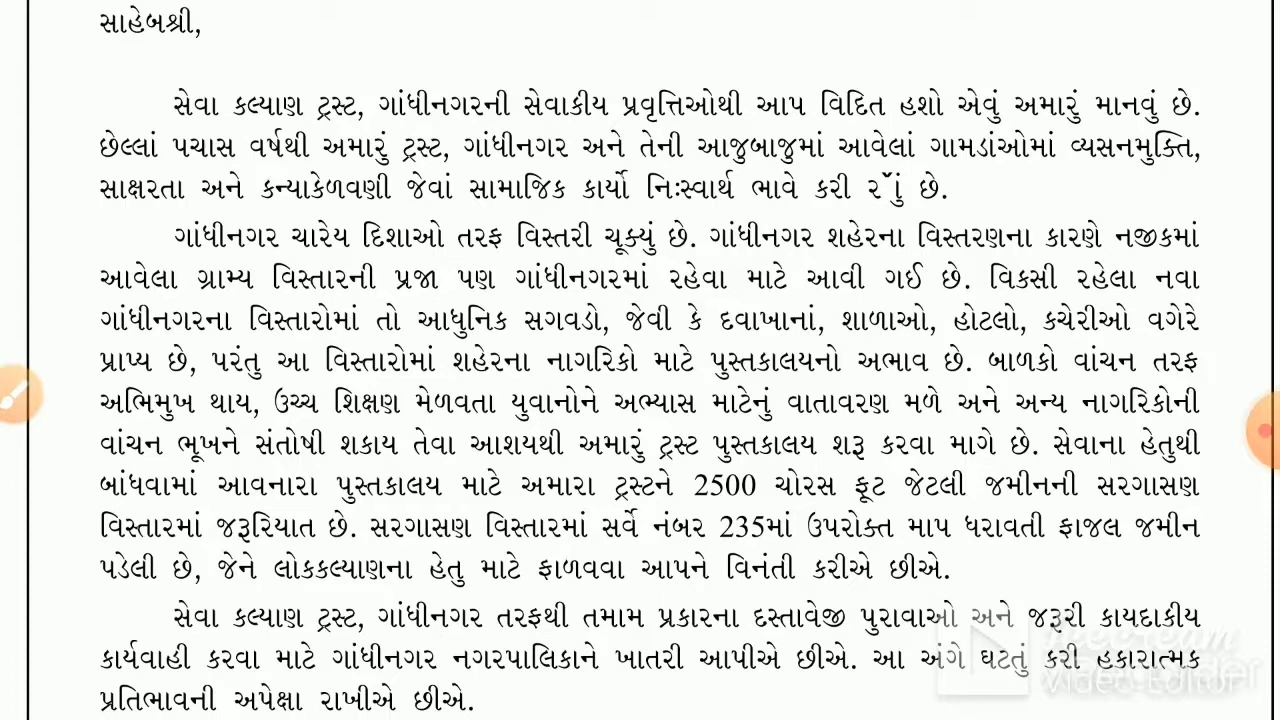 સાહેબશ્રી,
સેવા કલ્યાણ ટ્રસ્ટ, ગાંધીનગરની સેવાકીય પ્રવૃત્તિઓથી આપ વિદિત હશો એવું અમારું માનવું છે.
છેલ્લાં પચાસ વર્ષથી અમારું ટ્રસ્ટ, ગાંધીનગર અને તેની આજુબાજુમાં આવેલાં ગામડાંઓમાં વ્યસનમુક્તિ,
સાક્ષરતા અને કન્યાકેળવણી જેવાં સામાજિક કાર્યો નિઃસ્વાર્થ ભાવે કરી છે.
ગાંધીનગર ચારેય દિશાઓ તરફ વિસ્તરી ચૂક્યું છે. ગાંધીનગર શહેરના વિસ્તરણના કારણે નજીકમાં
આવેલા ગ્રામ્ય વિસ્તારની પ્રજા પણ ગાંધીનગરમાં રહેવા માટે આવી ગઈ છે. વિકસી રહેલા નવા
ગાંધીનગરના વિસ્તારોમાં તો આધુનિક સગવડો, જેવી કે દવાખાનાં, શાળાઓ, હોટલો, કચેરીઓ વગેરે
પ્રાપ્ય છે, પરંતુ આ વિસ્તારોમાં શહેરના નાગરિકો માટે પુસ્તકાલયનો અભાવ છે. બાળકો વાંચન તરફ
અભિમુખ થાય, ઉચ્ચ શિક્ષણ મેળવતા યુવાનોને અભ્યાસ માટેનું વાતાવરણ મળે અને અન્ય નાગરિકોની
વાંચન ભૂખને સંતોષી શકાય તેવા આશયથી અમારું ટ્રસ્ટ પુસ્તકાલય શરૂ કરવા માગે છે. સેવાના હેતુથી
બાંધવામાં આવનારા પુસ્તકાલય માટે અમારા ટ્રસ્ટને 2500 ચોરસ ફૂટ જેટલી જમીનની સરગાસણ
વિસ્તારમાં જરૂરિયાત છે. સરગાસણ વિસ્તારમાં સર્વે નંબર 235માં ઉપરોક્ત માપ ધરાવતી ફાજલ જમીન
પડેલી છે, જેને લોકકલ્યાણના હેતુ માટે ફાળવવા આપને વિનંતી કરીએ છીએ.
સેવા કલ્યાણ ટ્રસ્ટ, ગાંધીનગર તરફથી તમામ પ્રકારના દસ્તાવેજી પુરાવાઓ અને જરૂરી કાયદાકીય
કાર્યવાહી કરવા માટે ગાંધીનગર નગરપાલિકાને ખાતરી આપીએ છીએ. આ અંગે ઘટતું કરી હકારાત્મક
પ્રતિભાવની અપેક્ષા રાખીએ છીએ.
Video Editor